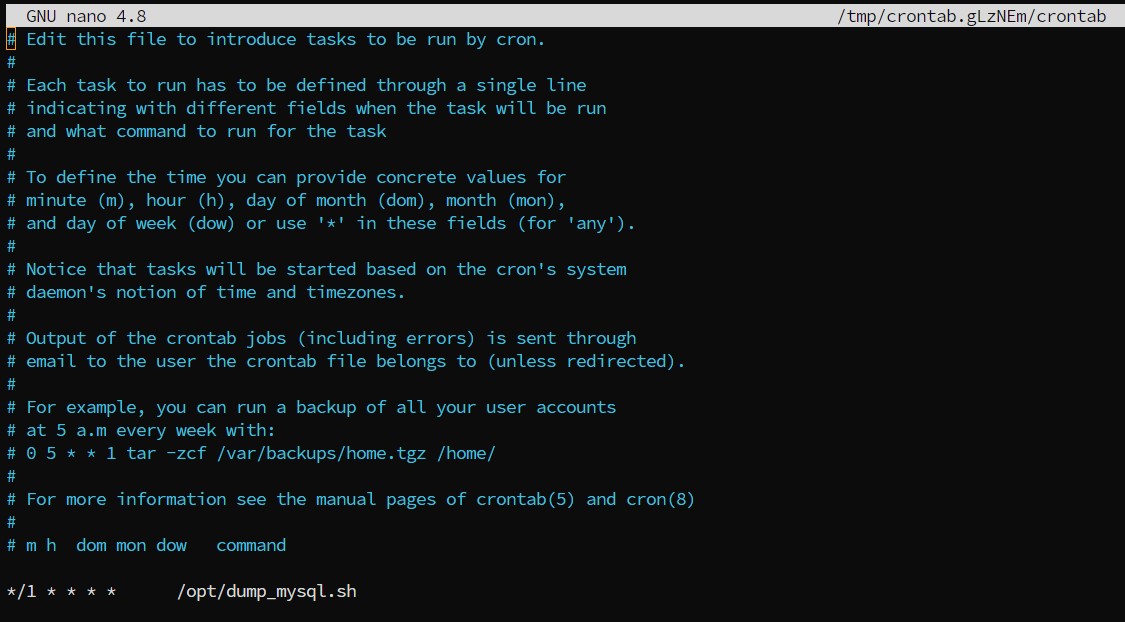 GNU nano 4.8 /tmp/crontab.gLzNEm/crontab
# Edit this file to introduce tasks to be run by cron.
#
# Each task to run has to be defined through a single line
# indicating with different fields when the task will be run
# and what command to run for the task
#
# To define the time you can provide concrete values for
# minute (m), hour (h), day of month (dom), month (mon),
# and day of week (dow) or use '*' in these fields (for 'any').
#
# Notice that tasks will be started based on the cron's system
# daemon's notion of time and timezones.
#
# Output of the crontab jobs (including errors) is sent through
# email to the user the crontab file belongs to (unless redirected).
#
# For example, you can run a backup of all your user accounts
# at 5 a.m every week with:
# 0 5 * * 1 tar -zcf /var/backups/home.tgz /home/
#
# For more information see the manual pages of crontab(5) and cron(8)
#
# m h  dom mon dow   command
*/1 * * * *      /opt/dump_mysql.sh